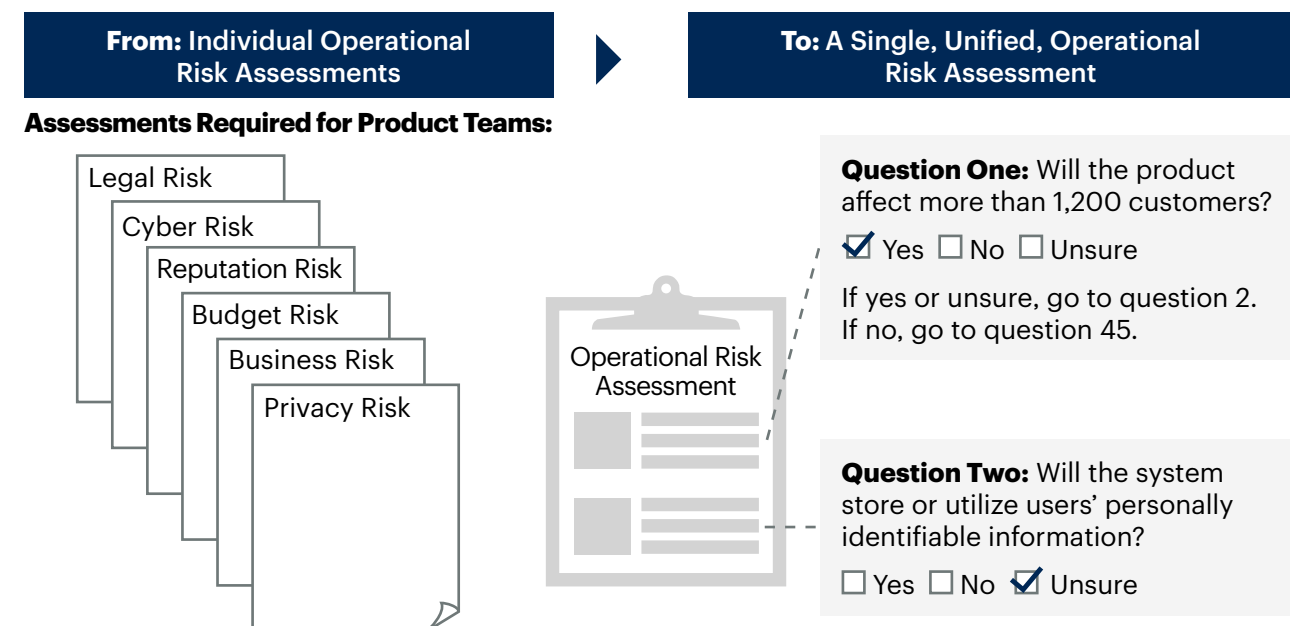 From: Individual Operational
Risk Assessments
To: A Single, Unified, Operational
Risk Assessment
Assessments Required for Product Teams:
Legal Risk
Cyber Risk
Reputation Risk
Budget Risk
Business Risk
Privacy Risk
Operational Risk
Assessment
Question One: Will the product
affect more than 1,200 customers?
Yes No Unsure
If yes or unsure, go to question 2.
If no, go to question 45.
Question Two: Will the system
store or utilize users’ personally
identifiable information?
Yes No Unsure